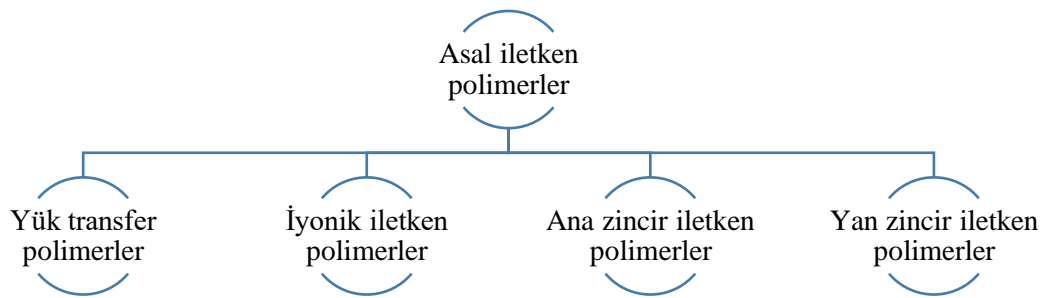 Asal iletken
polimerler
Yük transfer
polimerler
İyonik iletken
polimerler
Ana zincir iletken
polimerler
Yan zincir iletken
polimerler